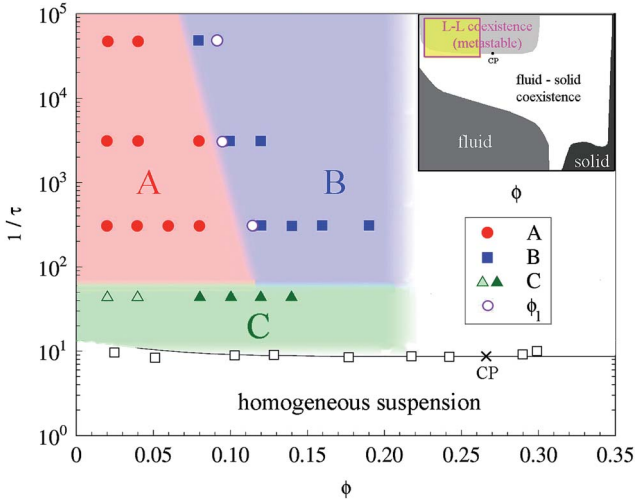 10^5
10^4
10^3
10^2
10^1
10^0
1 / τ
0
0.05
0.10
0.15
0.20
0.25
0.30
0.35
ϕ
A
B
C
CP
homogeneous suspension
L-L coexistence
(metastable)
CP
fluid - solid
coexistence
fluid
solid
ϕ
A
B
C
ϕ_1